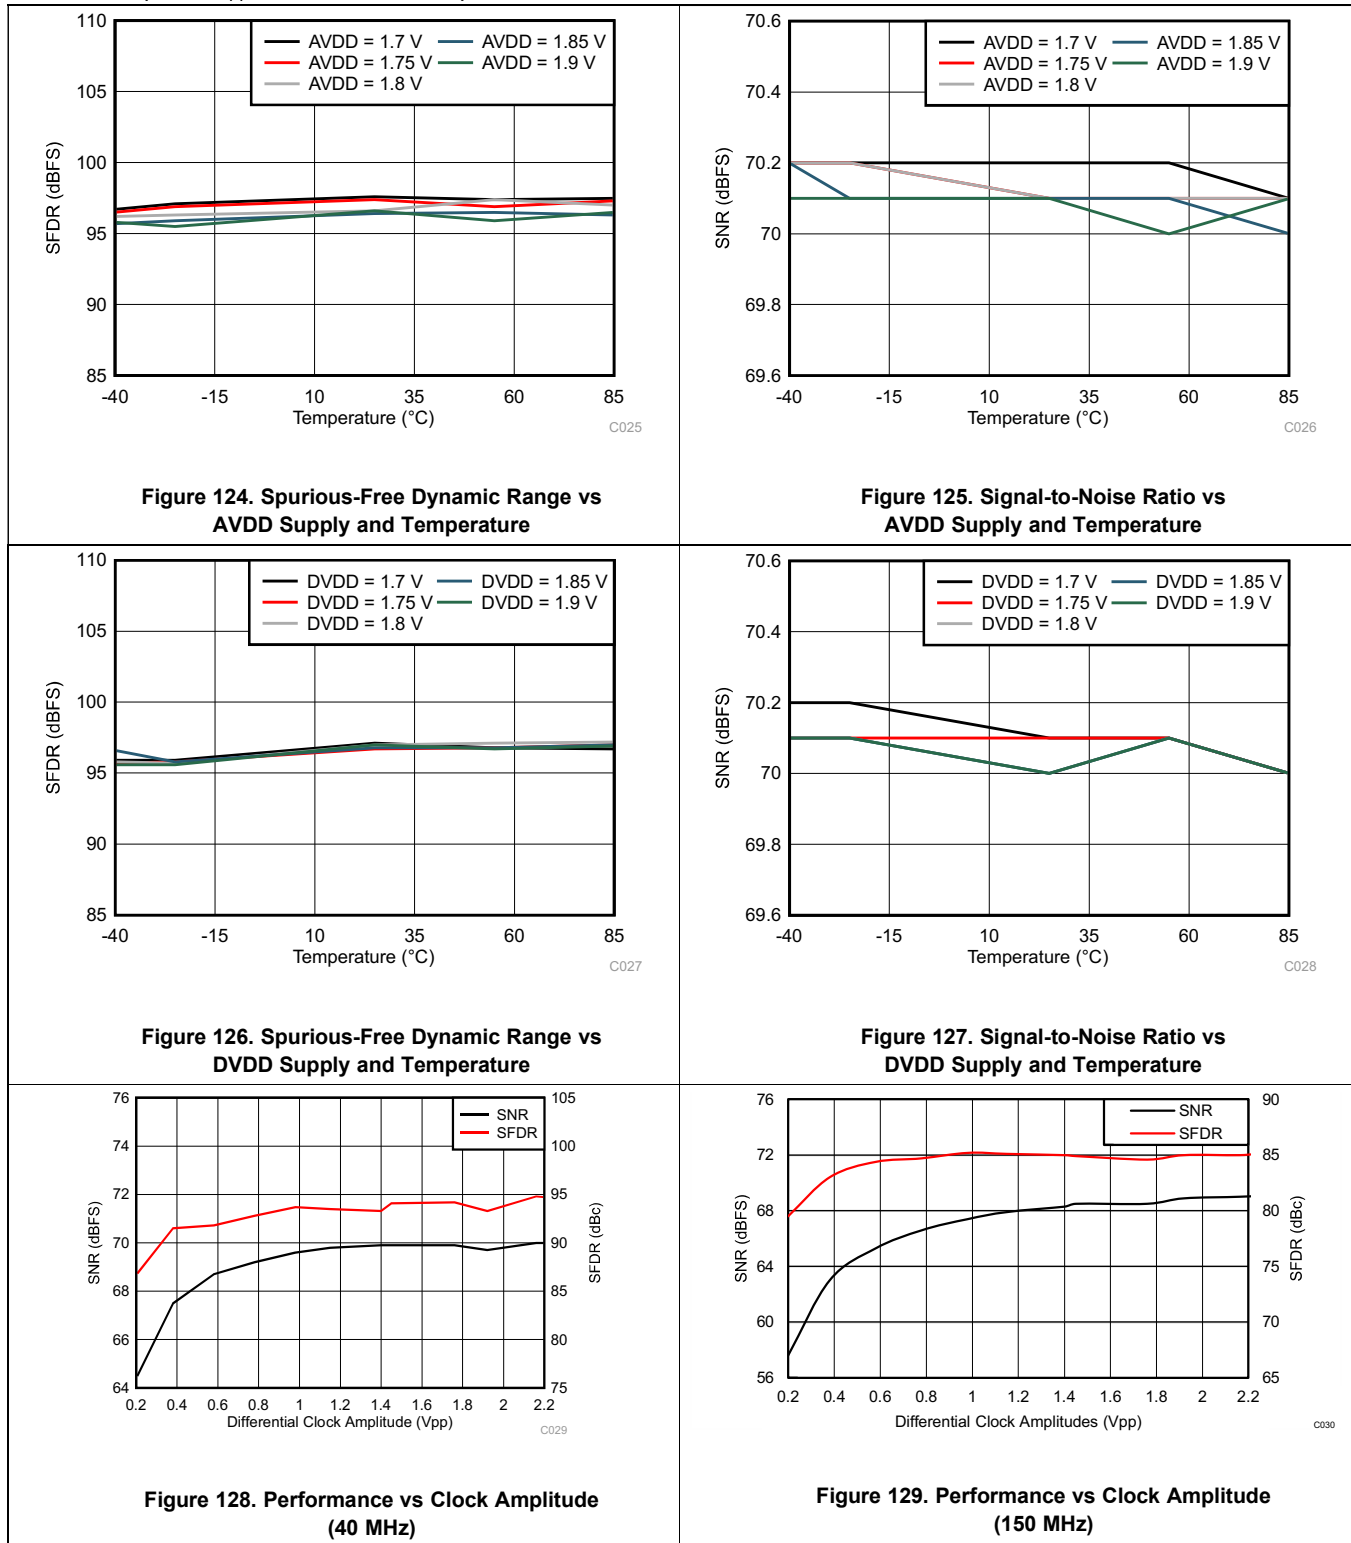 110
105
100
95
90
85
-40
-15
10
35
60
85
SFDR (dBFS)
Temperature (°C)
AVDD = 1.7 V
AVDD = 1.85 V
AVDD = 1.75 V
AVDD = 1.9 V
AVDD = 1.8 V
C025
Figure 124. Spurious-Free Dynamic Range vs
AVDD Supply and Temperature
70.6
70.4
70.2
70
69.8
69.6
-40
-15
10
35
60
85
SNR (dBFS)
Temperature (°C)
AVDD = 1.7 V
AVDD = 1.85 V
AVDD = 1.75 V
AVDD = 1.9 V
AVDD = 1.8 V
C026
Figure 125. Signal-to-Noise Ratio vs
AVDD Supply and Temperature
110
105
100
95
90
85
-40
-15
10
35
60
85
SFDR (dBFS)
Temperature (°C)
DVDD = 1.7 V
DVDD = 1.85 V
DVDD = 1.75 V
DVDD = 1.9 V
DVDD = 1.8 V
C027
Figure 126. Spurious-Free Dynamic Range vs
DVDD Supply and Temperature
70.6
70.4
70.2
70
69.8
69.6
-40
-15
10
35
60
85
SNR (dBFS)
Temperature (°C)
DVDD = 1.7 V
DVDD = 1.85 V
DVDD = 1.75 V
DVDD = 1.9 V
DVDD = 1.8 V
C028
Figure 127. Signal-to-Noise Ratio vs
DVDD Supply and Temperature
76
74
72
70
68
66
64
105
100
95
90
85
80
75
0.2
0.4
0.6
0.8
1
1.2
1.4
1.6
1.8
2
2.2
SNR (dBFS)
SFDR (dBc)
Differential Clock Amplitude (Vpp)
SNR
SFDR
C029
Figure 128. Performance vs Clock Amplitude
(40 MHz)
76
72
68
64
60
56
90
85
80
75
70
65
0.2
0.4
0.6
0.8
1
1.2
1.4
1.6
1.8
2
2.2
SNR (dBFS)
SFDR (dBc)
Differential Clock Amplitudes (Vpp)
SNR
SFDR
C030
Figure 129. Performance vs Clock Amplitude
(150 MHz)